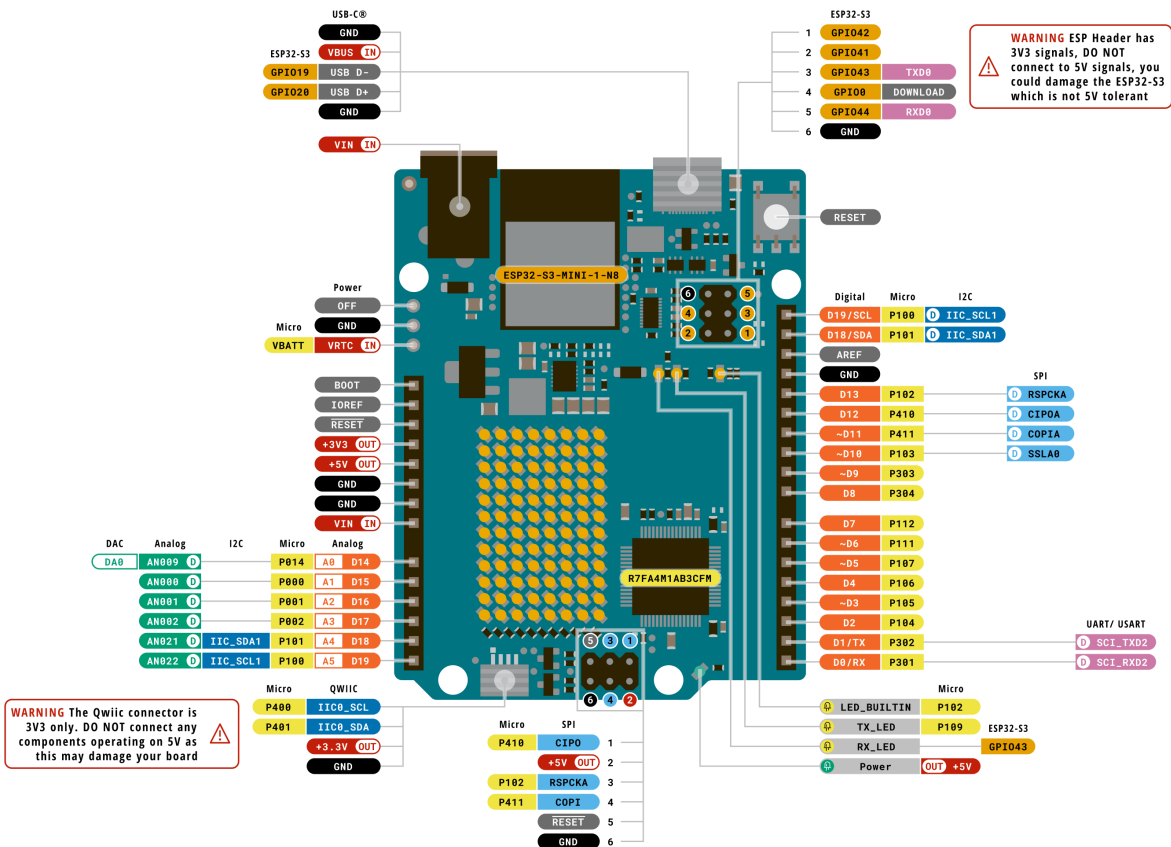 USB-C®
GND
VBUS IN
ESP32-S3
GPIO19 USB D-
GPIO20 USB D+
GND
VIN IN
ESP32-S3
1 GPIO42
2 GPIO41
3 GPIO43 TXD0
4 GPIO0 DOWNLOAD
5 GPIO44 RXD0
6 GND
WARNING ESP Header has
3V3 signals, DO NOT
connect to 5V signals, you
could damage the ESP32-S3
which is not 5V tolerant
RESET
ESP32-S3-MINI-1-N8
6 5
4 3
2 1
Power
OFF
Micro GND
VBATT VRTC IN
BOOT
IOREF
RESET
+3V3 OUT
+5V OUT
GND
GND
VIN IN
DAC Analog I2C Micro Analog
DA0 AN009 D P014 A0 D14
AN000 D P000 A1 D15
AN001 D P001 A2 D16
AN002 D P002 A3 D17
AN021 D IIC_SDA1 P101 A4 D18
AN022 D IIC_SCL1 P100 A5 D19
Digital Micro I2C
D19/SCL P100 D IIC_SCL1
D18/SDA P101 D IIC_SDA1
AREF
GND
SPI
D13 P102 D RSPCKA
D12 P410 D CIPOA
~D11 P411 D COPIA
~D10 P103 D SSLA0
~D9 P303
D8 P304
D7 P112
~D6 P111
~D5 P107
D4 P106
~D3 P105
D2 P104
UART/ USART
D1/TX P302 D SCI_TXD2
D0/RX P301 D SCI_RXD2
R7FA4M1AB3CFM
5 3 1
6 4 2
Micro QWIIC
P400 IIC0_SCL
P401 IIC0_SDA
+3.3V OUT
GND
WARNING The Qwiic connector is
3V3 only. DO NOT connect any
components operating on 5V as
this may damage your board
Micro SPI
P410 CIPO 1
+5V OUT 2
P102 RSPCKA 3
P411 COPI 4
RESET 5
GND 6
Micro
LED_BUILTIN P102
TX_LED P109
ESP32-S3
RX_LED GPIO43
Power OUT +5V